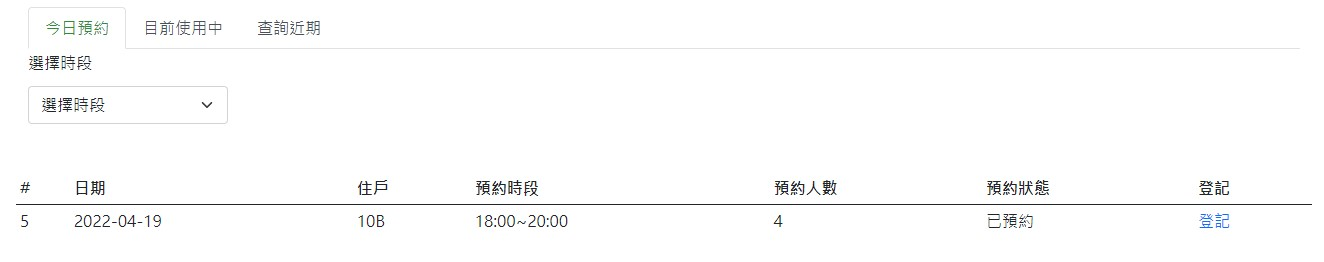 今日預約 目前使用中 查詢近期
選擇時段
選擇時段
# 日期 住戶 預約時段 預約人數 預約狀態 登記
5 2022-04-19 10B 18:00~20:00 4 已預約 登記